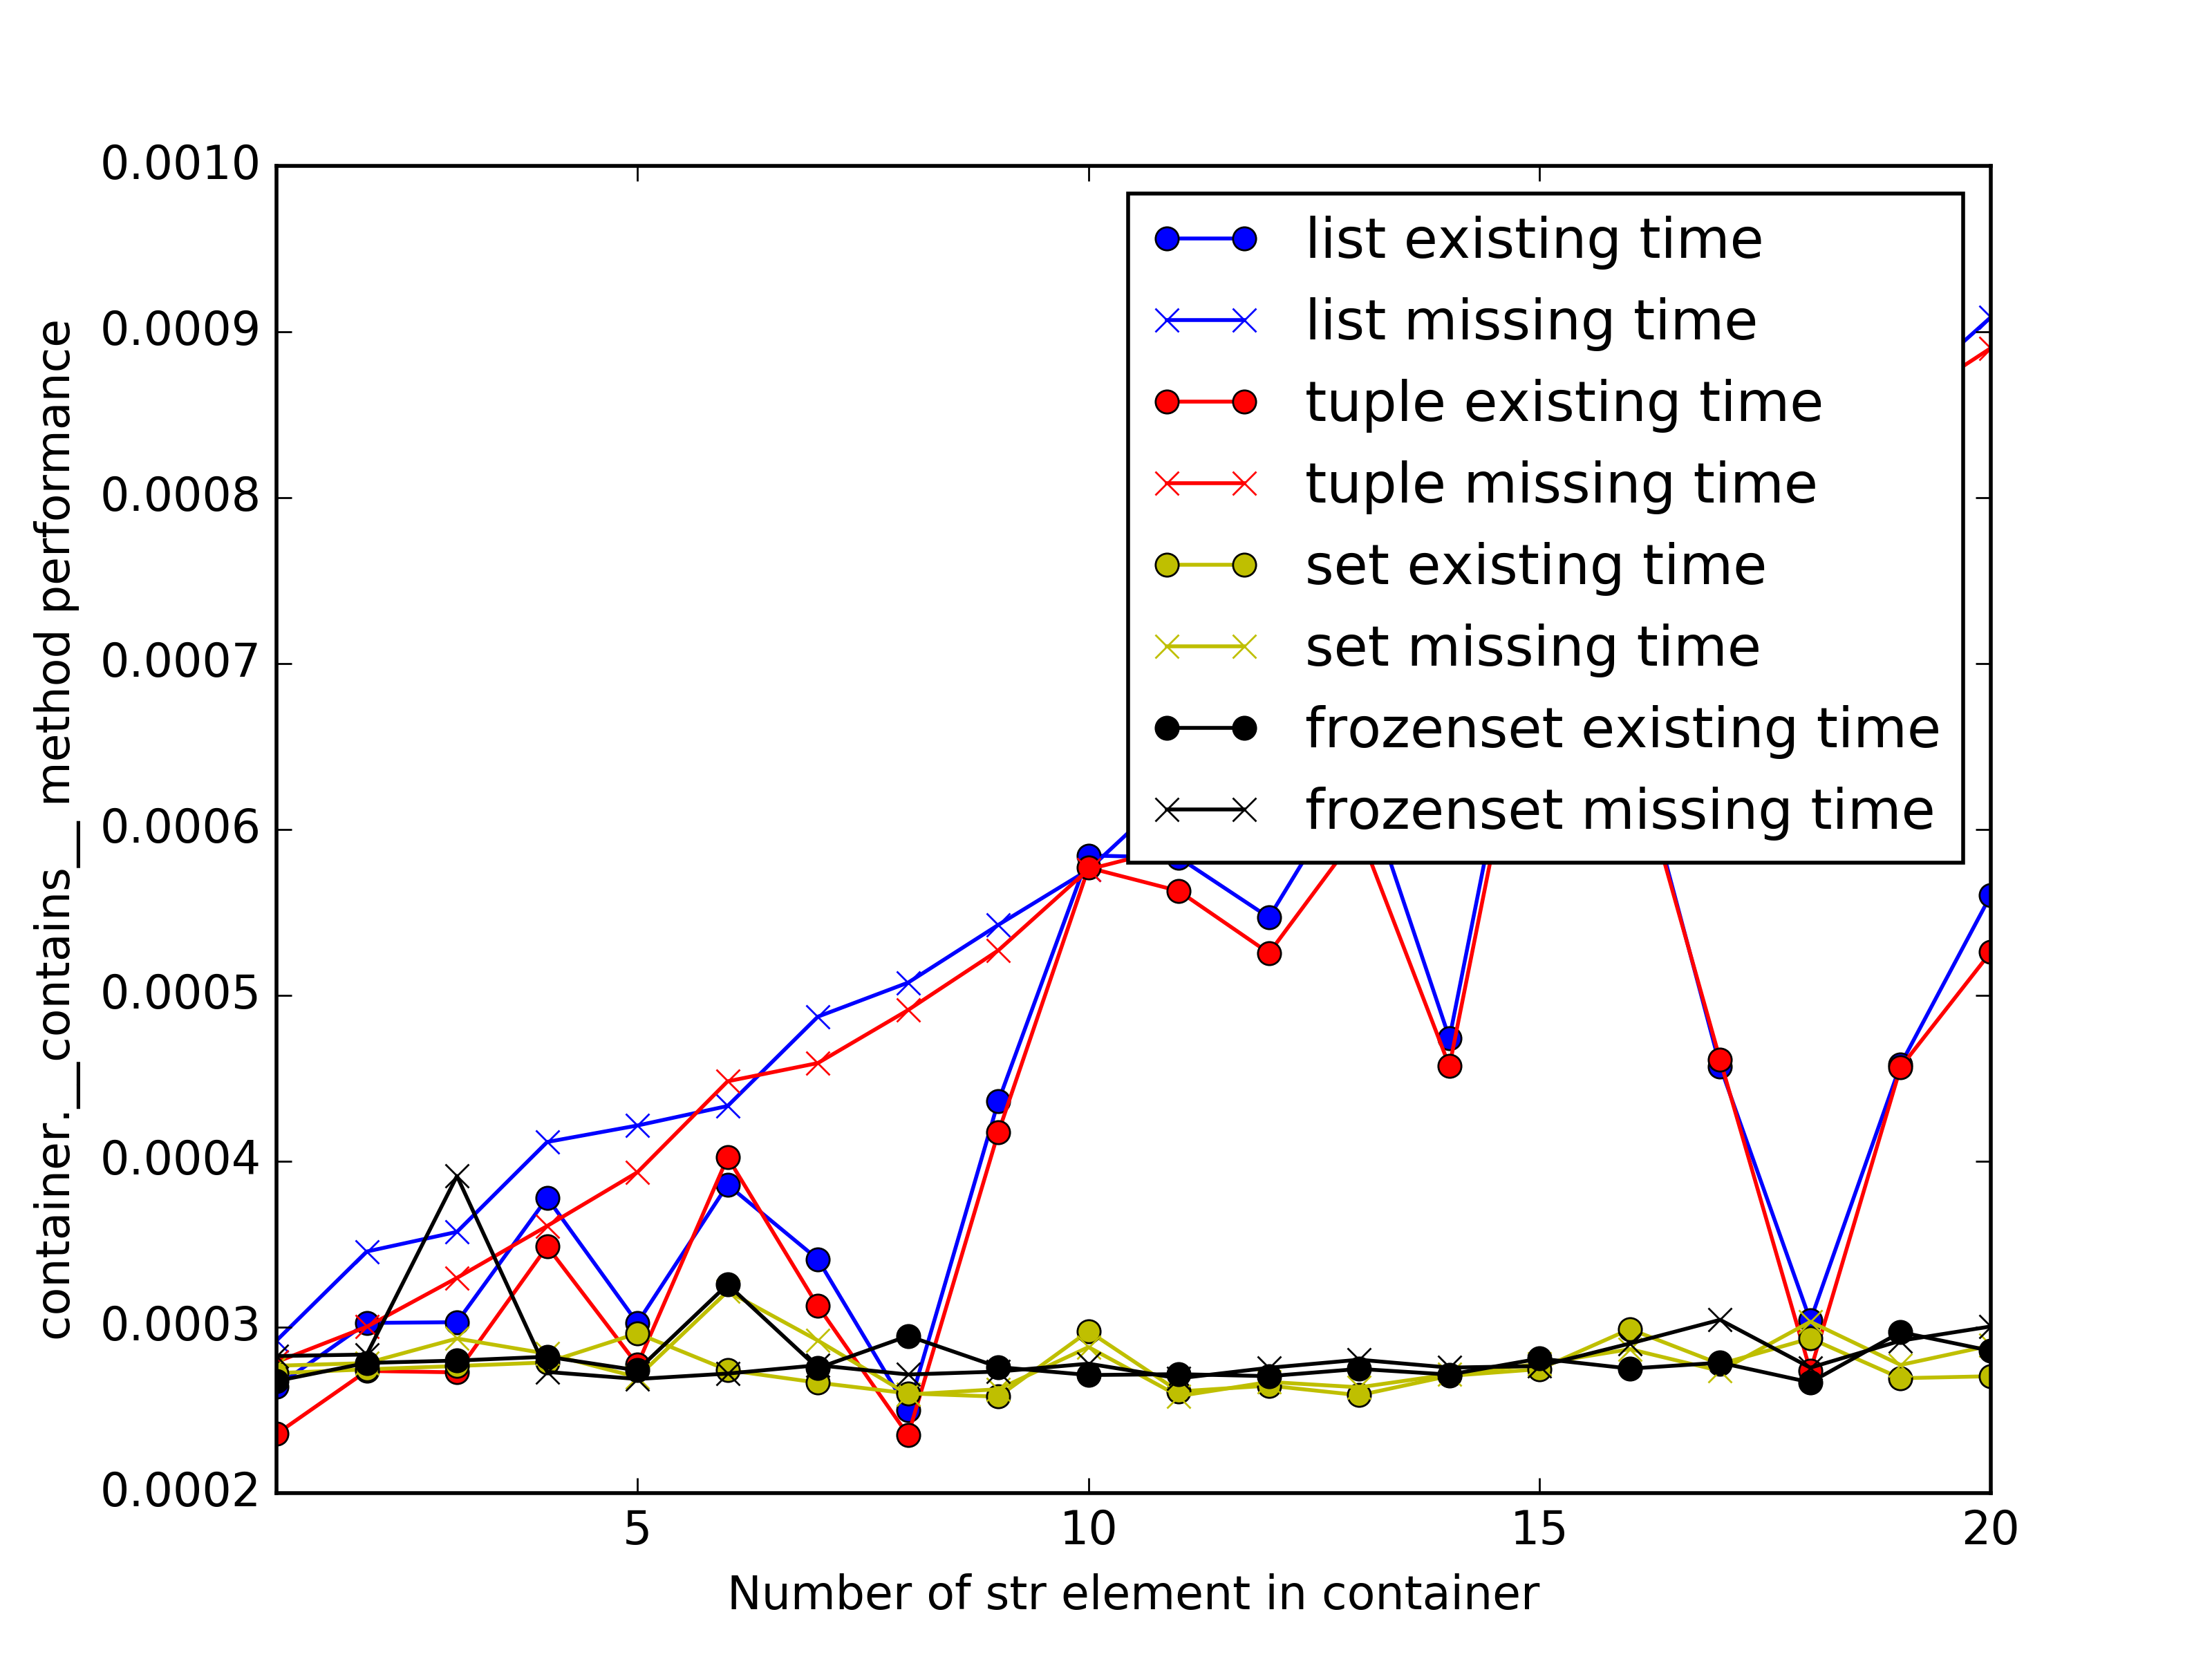 0.0010
0.0009
0.0008
0.0007
0.0006
0.0005
0.0004
0.0003
0.0002
container.__contains__ method performance
list existing time
list missing time
tuple existing time
tuple missing time
set existing time
set missing time
frozenset existing time
frozenset missing time
5 10 15 20
Number of str element in container